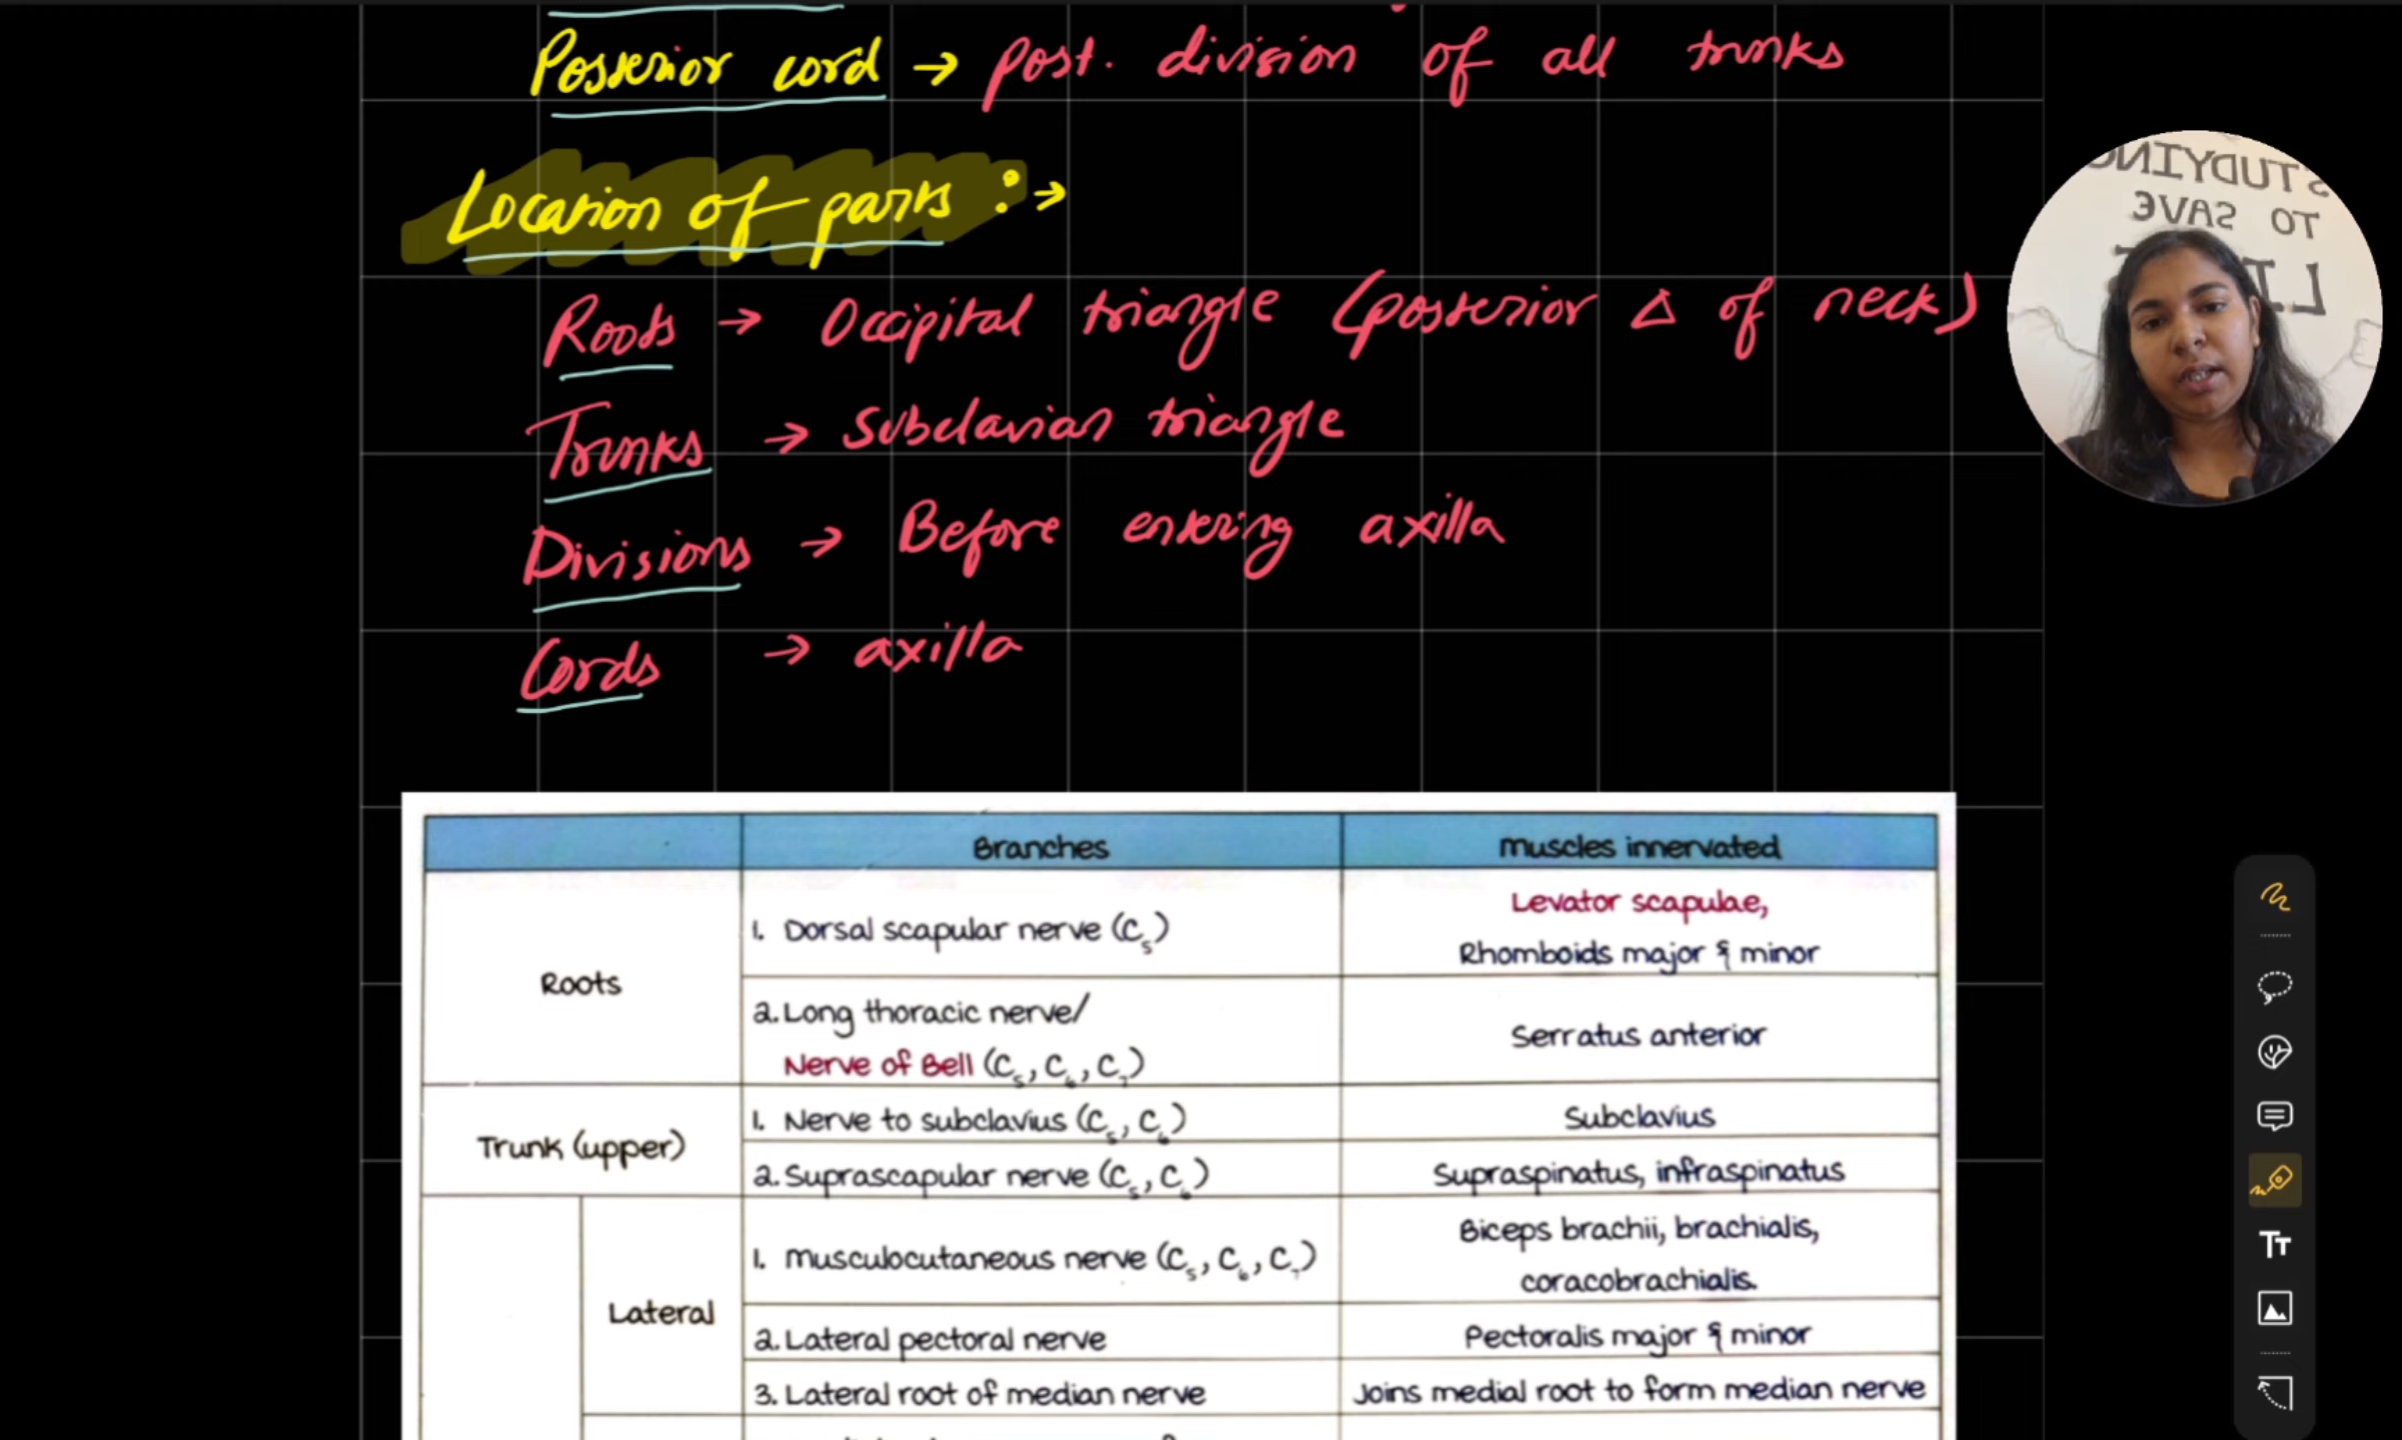 Posterior cord → post. division of all trunks
Location of parts :→
Roots → Occipital triangle (posterior Δ of neck)
Trunks → Subclavian triangle
Divisions → Before entering axilla
Cords → axilla
STUDYING
TO SAVE
Branches muscles innervated
Roots
1. Dorsal scapular nerve (C5)
Levator scapulae,
Rhomboids major & minor
2. Long thoracic nerve/
Nerve of Bell (C5, C6, C7)
Serratus anterior
Trunk (upper)
1. Nerve to subclavius (C5, C6)
Subclavius
2. Suprascapular nerve (C5, C6)
Supraspinatus, infraspinatus
Lateral
1. musculocutaneous nerve (C5, C6, C7)
Biceps brachii, brachialis,
coracobrachialis.
2. Lateral pectoral nerve
Pectoralis major & minor
3. Lateral root of median nerve
Joins medial root to form median nerve
Tт